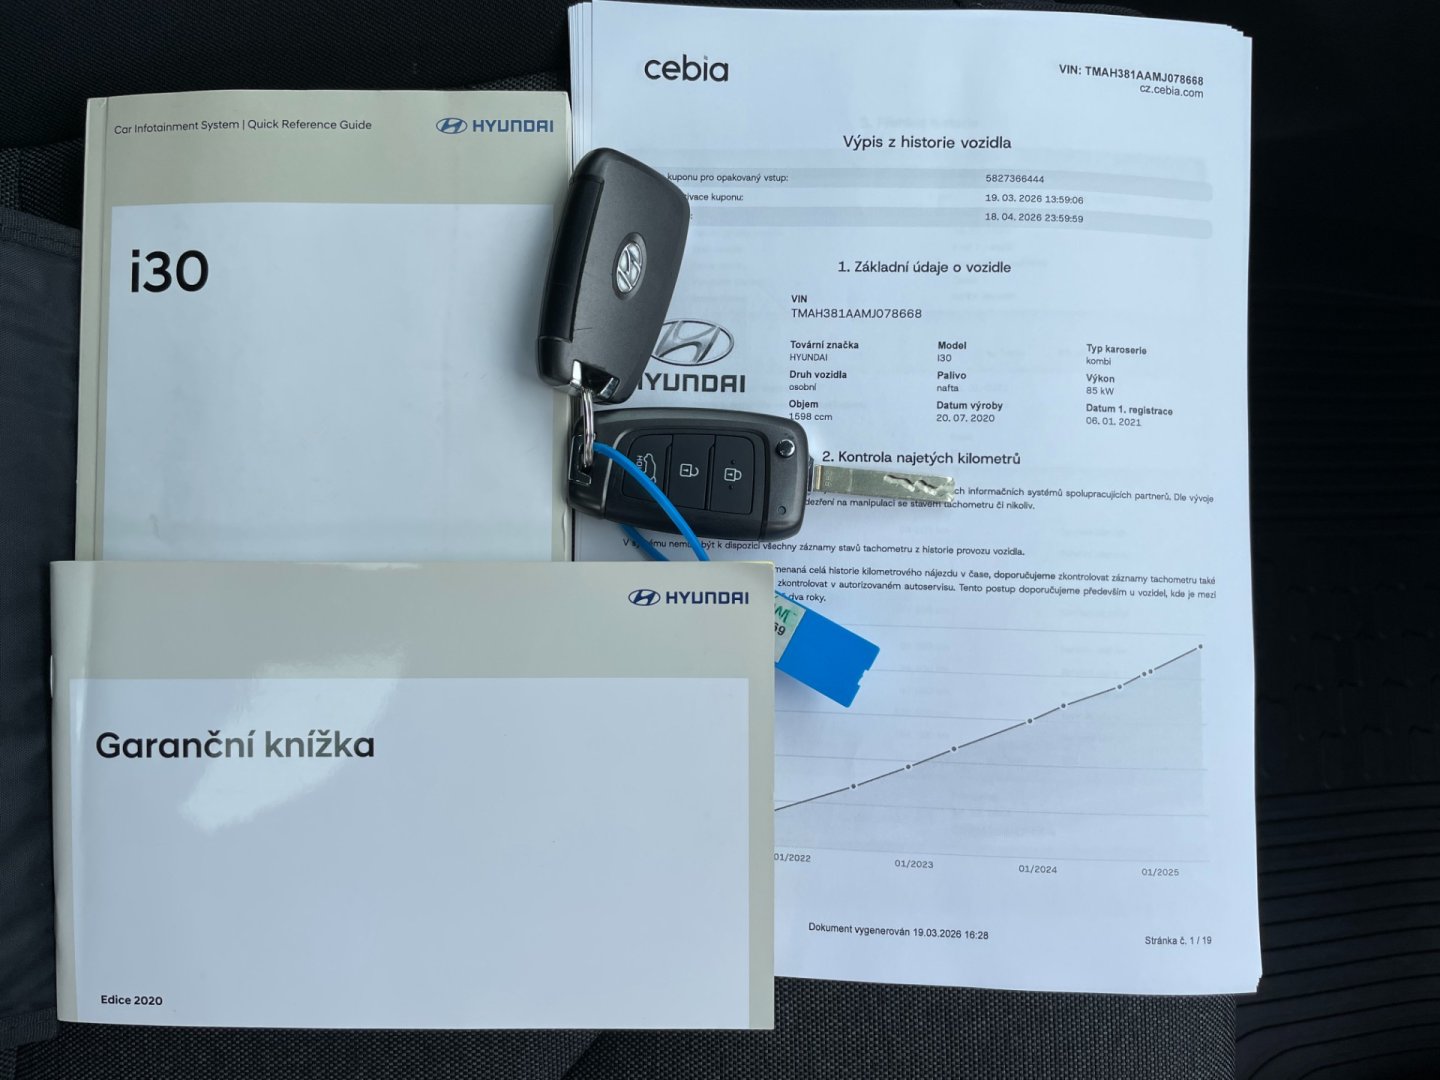 Car Infotainment System | Quick Reference Guide
HYUNDAI
i30
HYUNDAI
Garanční knížka
Edice 2020
cebia
VIN: TMAH381AAMJ078668
cz.cebia.com
Výpis z historie vozidla
kuponu pro opakovaný vstup: 5827366444
kuponu: 19. 03. 2026 13:59:06
18. 04. 2026 23:59:59
1. Základní údaje o vozidle
VIN
TMAH381AAMJ078668
Tovární značka Model Typ karoserie
HYUNDAI I30 kombi
Druh vozidla Palivo Výkon
osobní nafta 85 kW
Objem Datum výroby Datum 1. registrace
1598 ccm 20. 07. 2020 06. 01. 2021
HYUNDAI
2. Kontrola najetých kilometrů
informačních systémů spolupracujících partnerů. Dle vývoje
na manipulaci se stavem tachometru či nikoliv.
V být k dispozici všechny záznamy stavů tachometru z historie provozu vozidla.
celá historie kilometrového nájezdu v čase, doporučujeme zkontrolovat záznamy tachometru také
zkontrolovat v autorizovaném autoservisu. Tento postup doporučujeme především u vozidel, kde je mezi
dva roky.
01/2022 01/2023 01/2024 01/2025
Dokument vygenerován 19.03.2026 16:28
Stránka č. 1 / 19